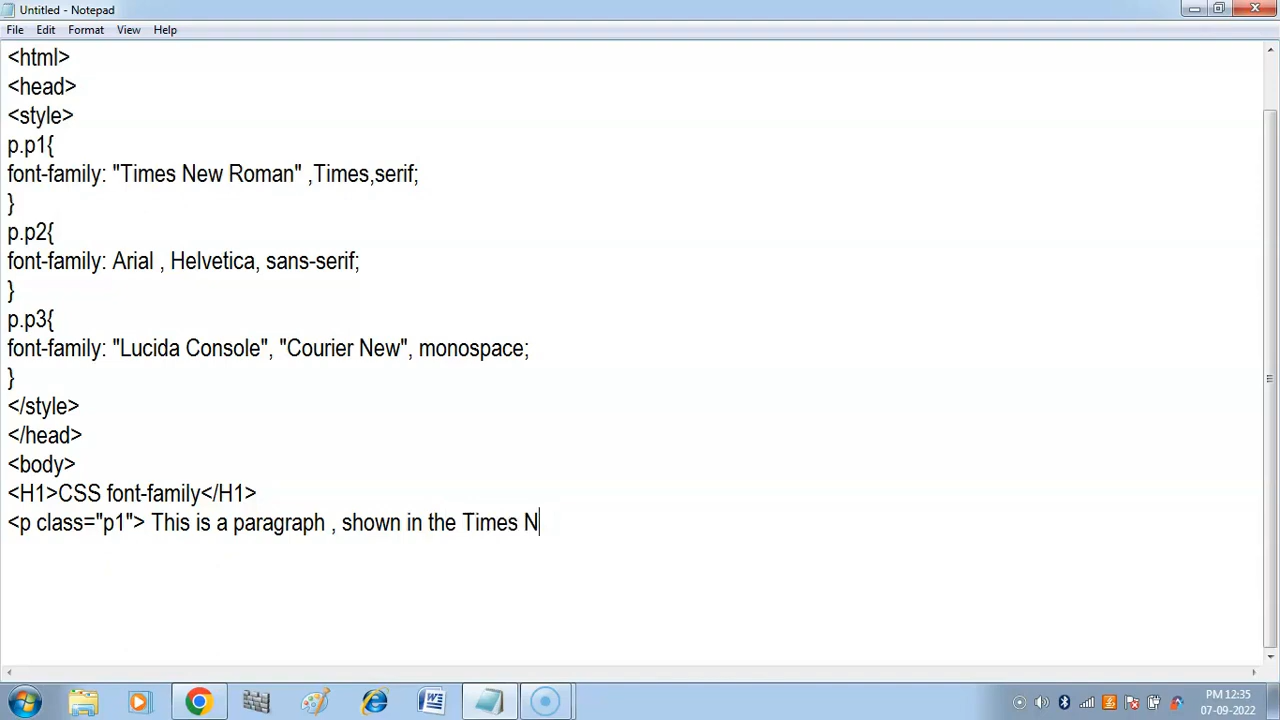 Untitled - Notepad
File Edit Format View Help
<html>
<head>
<style>
p.p1{
font-family: "Times New Roman" ,Times,serif;
}
p.p2{
font-family: Arial , Helvetica, sans-serif;
}
p.p3{
font-family: "Lucida Console", "Courier New", monospace;
}
</style>
</head>
<body>
<H1>CSS font-family</H1>
<p class="p1"> This is a paragraph , shown in the Times N
PM 12:35
07-09-2022